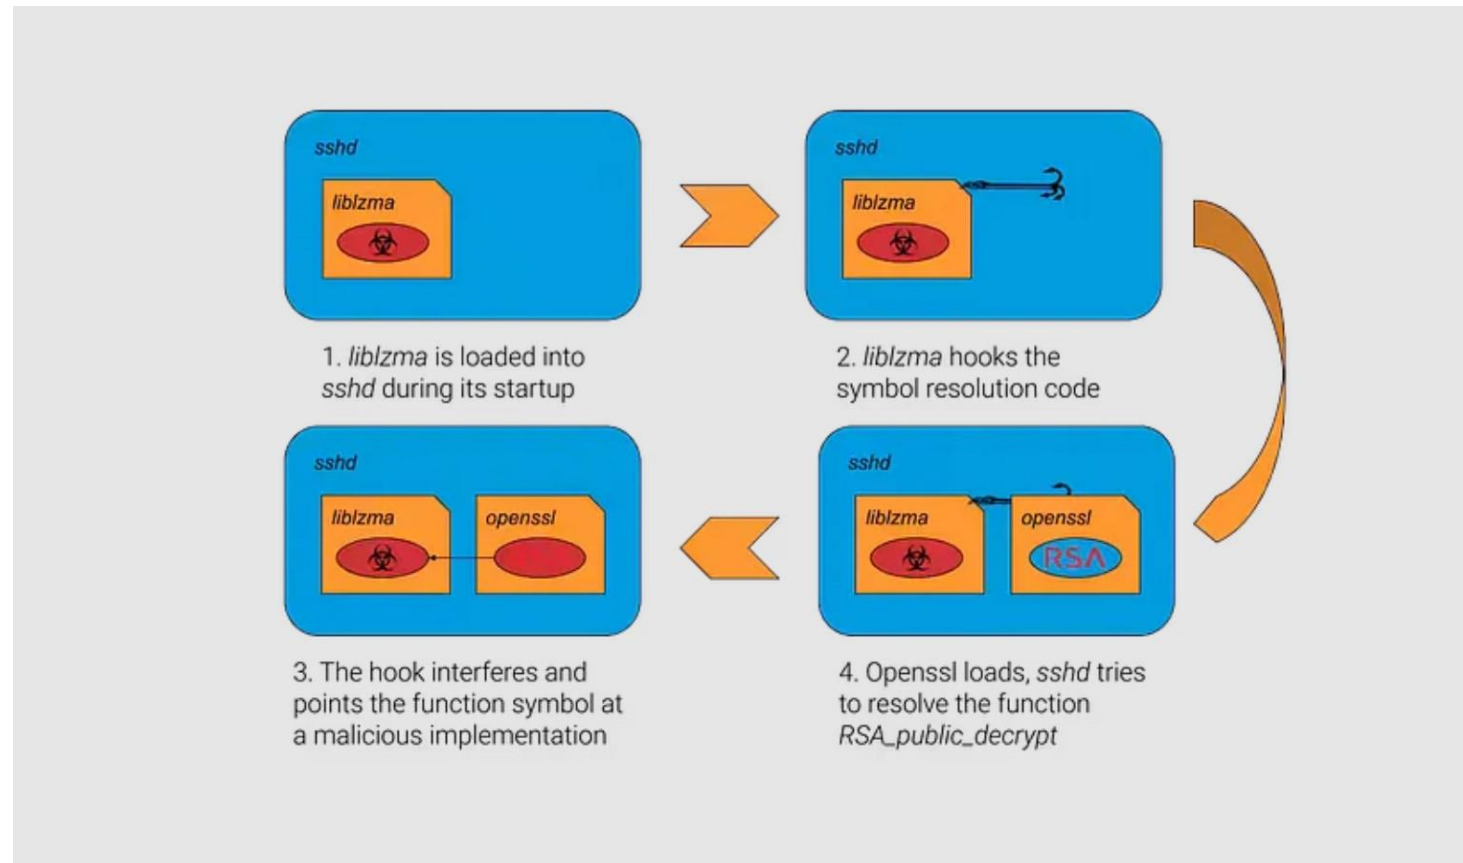 sshd
liblzma
sshd
liblzma
1. liblzma is loaded into
sshd during its startup
2. liblzma hooks the
symbol resolution code
sshd
liblzma
openssl
sshd
liblzma
openssl
RSA
3. The hook interferes and
points the function symbol at
a malicious implementation
4. Openssl loads, sshd tries
to resolve the function
RSA_public_decrypt